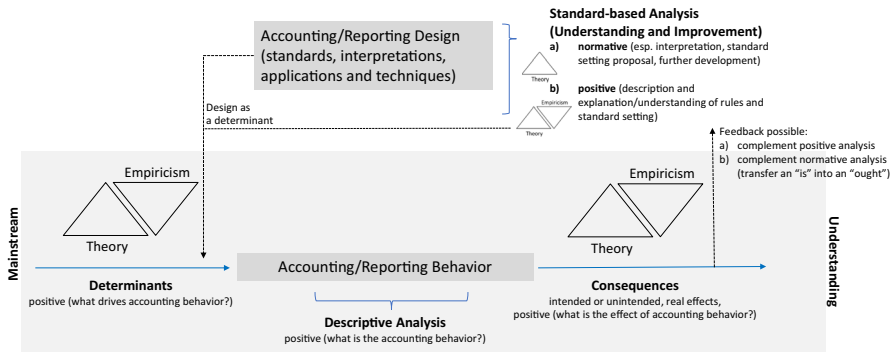 Accounting/Reporting Design
(standards, interpretations,
applications and techniques)
Standard-based Analysis
(Understanding and Improvement)
a) normative (esp. interpretation, standard
setting proposal, further development)
Theory
b) positive (description and
explanation/understanding of rules and
standard setting)
Empiricism
Theory
Design as
a determinant
Feedback possible:
a) complement positive analysis
b) complement normative analysis
(transfer an “is” into an “ought”)
Mainstream
Empiricism
Theory
Determinants
positive (what drives accounting behavior?)
Accounting/Reporting Behavior
Descriptive Analysis
positive (what is the accounting behavior?)
Empiricism
Theory
Consequences
intended or unintended, real effects,
positive (what is the effect of accounting behavior?)
Understanding